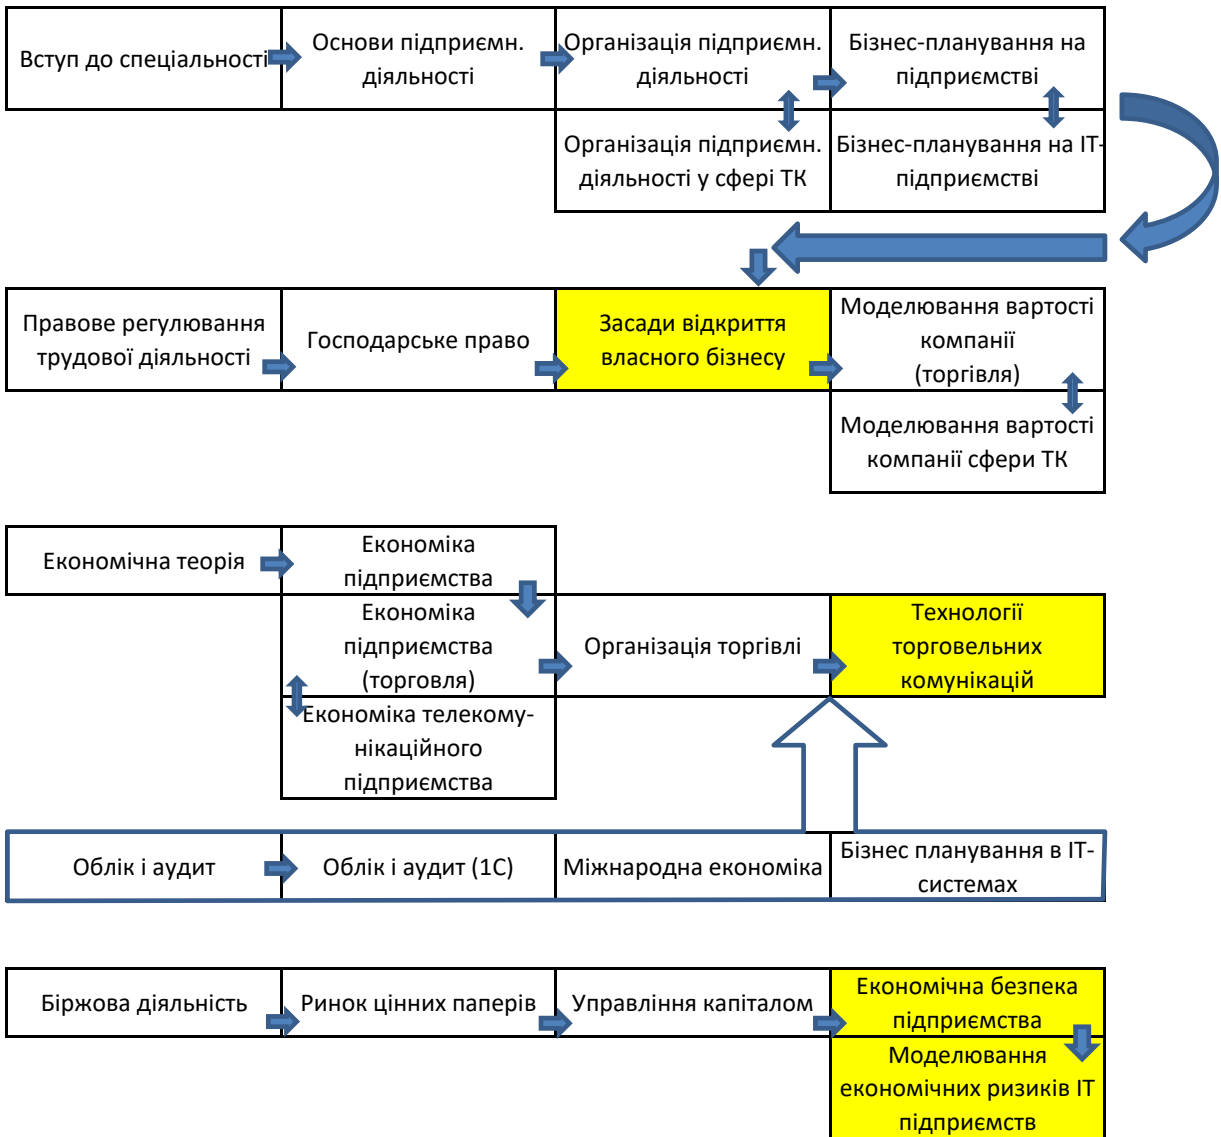 Вступ до спеціальності
Основи підприємн.
діяльності
Організація підприємн.
діяльності
Бізнес-планування на
підприємстві
Організація підприємн.
діяльності у сфері ТК
Бізнес-планування на ІТ-
підприємстві
Правове регулювання
трудової діяльності
Господарське право
Засади відкриття
власного бізнесу
Моделювання вартості
компанії
(торгівля)
Моделювання вартості
компанії сфери ТК
Економічна теорія
Економіка
підприємства
Економіка
підприємства
(торговля)
Організація торгівлі
Технології
торговельних
комунікацій
Економіка телекому-
нікаційного
підприємства
Облік і аудит
Облік і аудит (1С)
Міжнародна економіка
Бізнес планування в ІТ-
системах
Біржова діяльність
Ринок цінних паперів
Управління капіталом
Економічна безпека
підприємства
Моделювання
економічних ризиків ІТ
підприємств